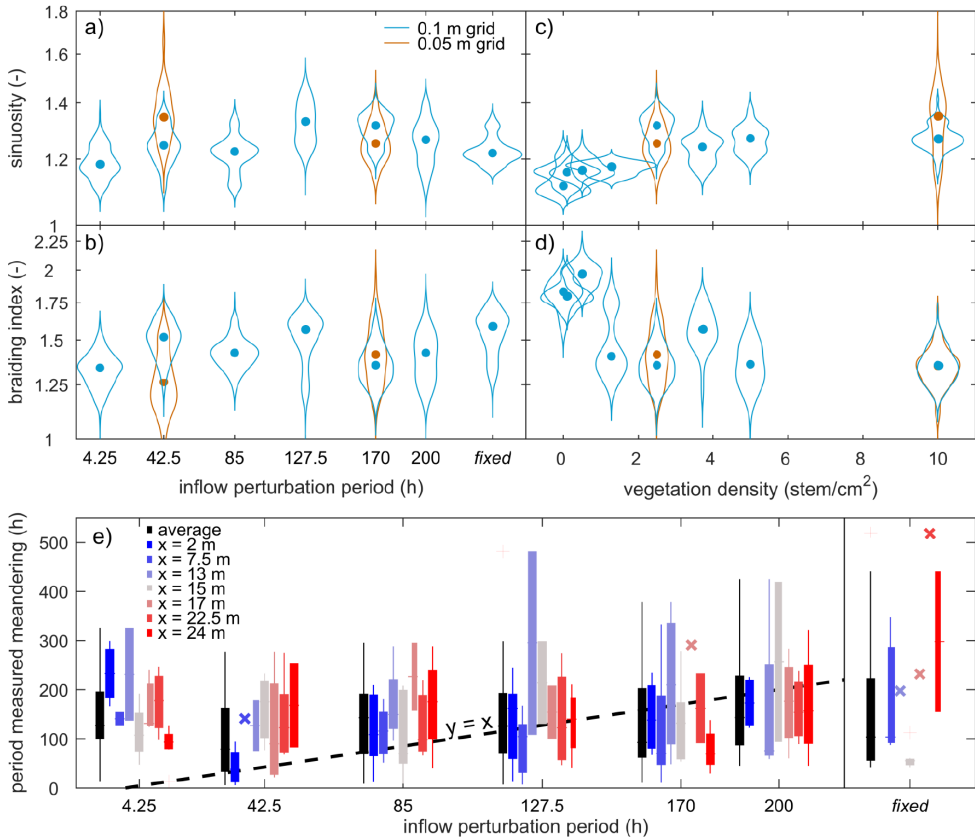 a)
0.1 m grid
0.05 m grid
c)
1.8
1.6
1.4
1.2
1
sinuosity (-)
b)
d)
2.25
2
1.75
1.5
1.25
1
braiding index (-)
4.25 42.5 85 127.5 170 200 fixed
0 2 4 6 8 10
inflow perturbation period (h)
vegetation density (stem/cm²)
e)
average
x = 2 m
x = 7.5 m
x = 13 m
x = 15 m
x = 17 m
x = 22.5 m
x = 24 m
500
400
300
200
100
0
period measured meandering (h)
y = x
4.25 42.5 85 127.5 170 200 fixed
inflow perturbation period (h)